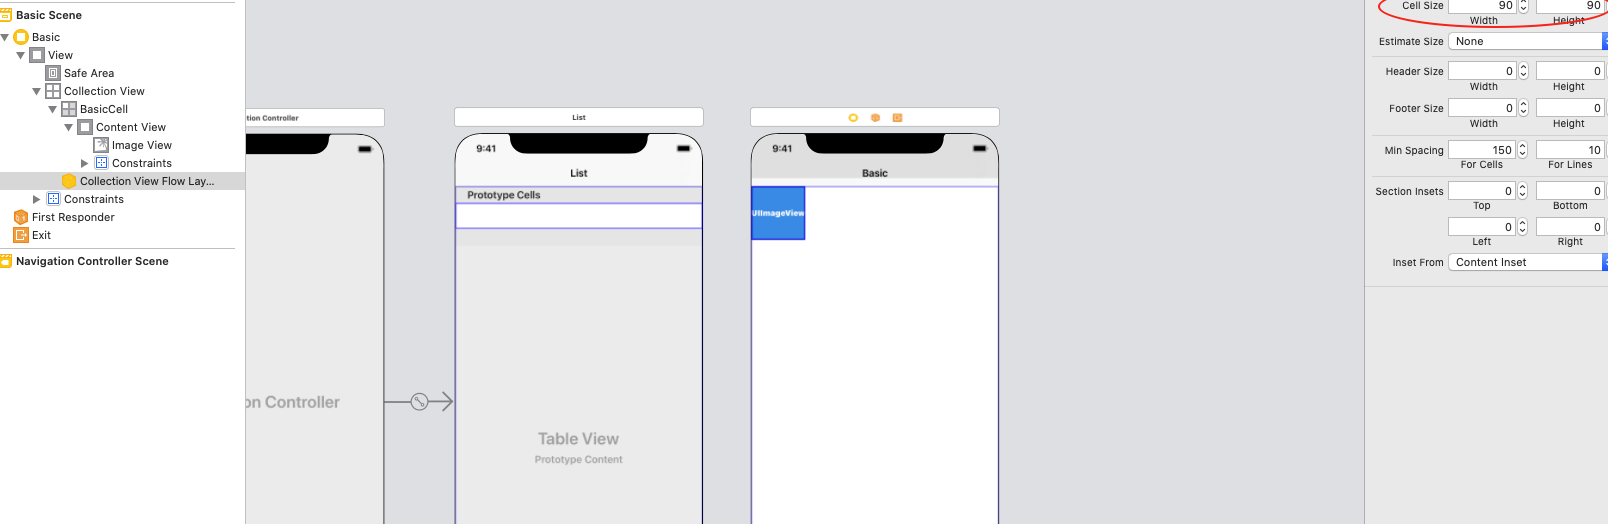 Basic Scene
Basic
View
Safe Area
Collection View
BasicCell
Content View
Image View
Constraints
Collection View Flow Lay...
Constraints
First Responder
Exit
Navigation Controller Scene
tion Controller
on Controller
List
9:41
List
Prototype Cells
Table View
Prototype Content
9:41
Basic
UIImageView
Cell Size 90 90
Width Height
Estimate Size None
Header Size 0 0
Width Height
Footer Size 0 0
Width Height
Min Spacing 150 10
For Cells For Lines
Section Insets 0 0
Top Bottom
0 0
Left Right
Inset From Content Inset